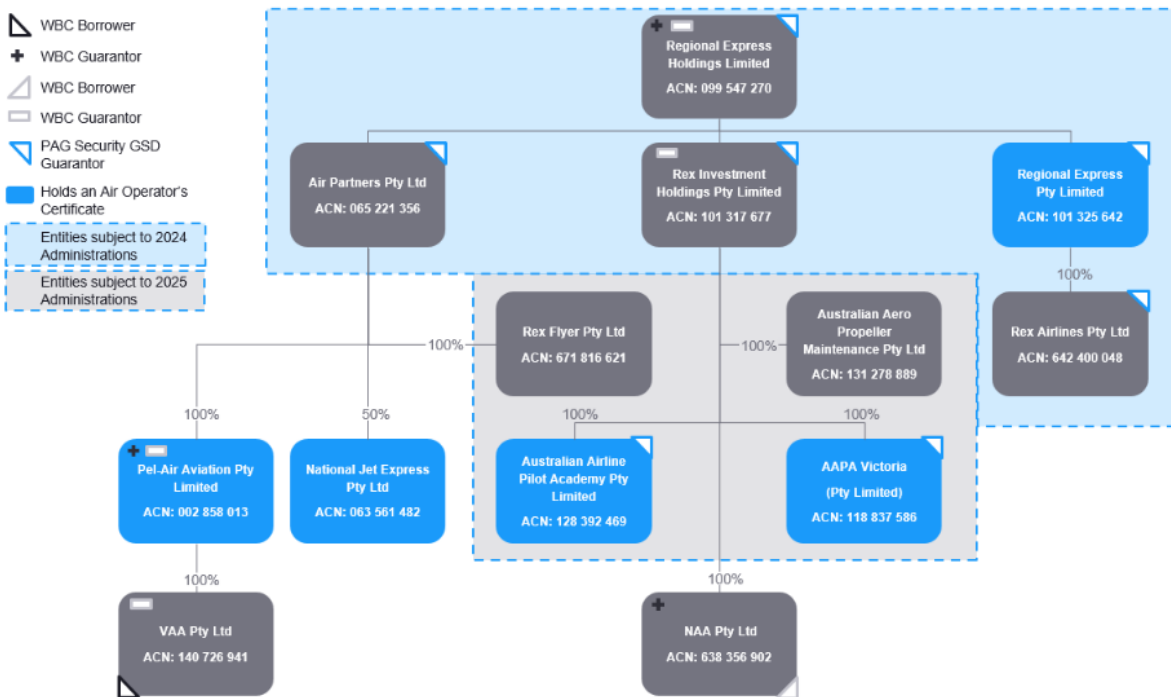 WBC Borrower
WBC Guarantor
WBC Borrower
WBC Guarantor
PAG Security GSD
Guarantor
Holds an Air Operator's
Certificate
Entities subject to 2024
Administrations
Entities subject to 2025
Administrations
Regional Express
Holdings Limited
ACN: 099 547 270
Air Partners Pty Ltd
ACN: 065 221 356
Rex Investment
Holdings Pty Limited
ACN: 101 317 677
Regional Express
Pty Limited
ACN: 101 325 642
100%
Rex Flyer Pty Ltd
ACN: 671 816 621
Australian Aero
Propeller
Maintenance Pty Ltd
ACN: 131 278 889
Rex Airlines Pty Ltd
ACN: 642 400 048
100%
100%
100%
50%
100%
100%
Pel-Air Aviation Pty
Limited
ACN: 002 858 013
National Jet Express
Pty Ltd
ACN: 063 561 482
Australian Airline
Pilot Academy Pty
Limited
ACN: 128 392 469
AAPA Victoria
(Pty Limited)
ACN: 118 837 586
100%
100%
VAA Pty Ltd
ACN: 140 726 941
NAA Pty Ltd
ACN: 638 356 902